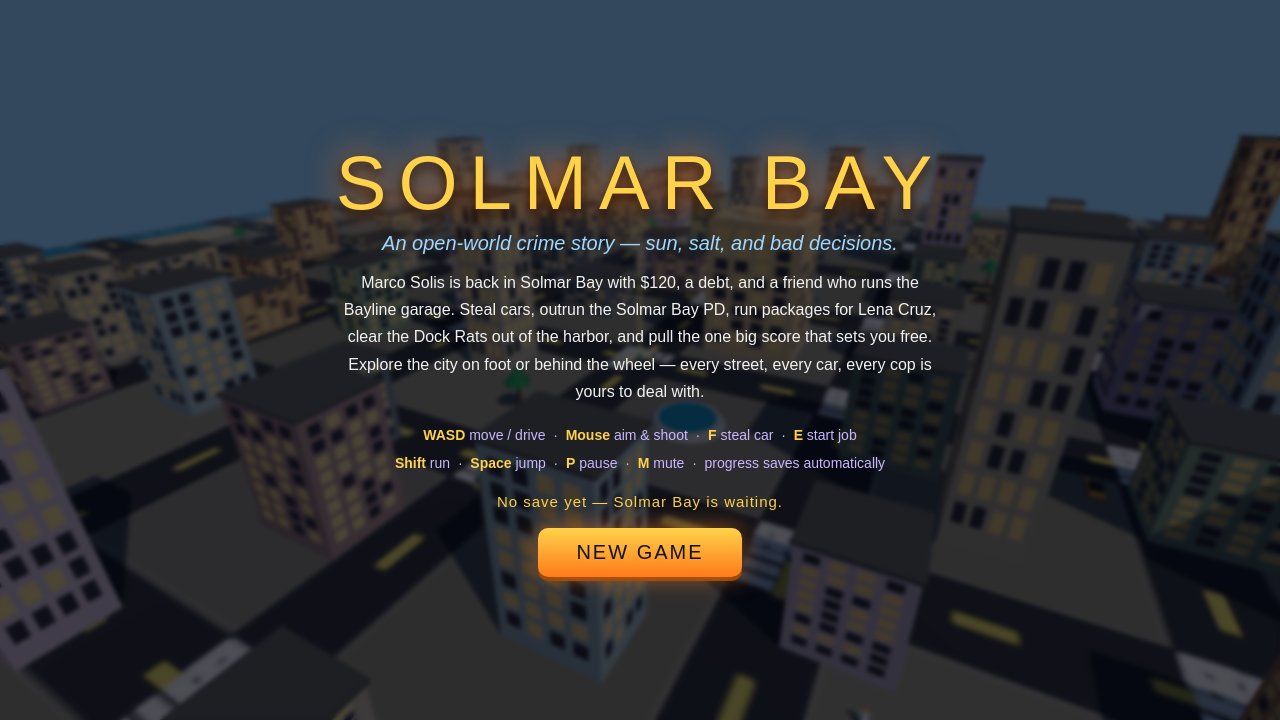 SOLMAR BAY
An open-world crime story — sun, salt, and bad decisions.
Marco Solis is back in Solmar Bay with $120, a debt, and a friend who runs the
Bayline garage. Steal cars, outrun the Solmar Bay PD, run packages for Lena Cruz,
clear the Dock Rats out of the harbor, and pull the one big score that sets you free.
Explore the city on foot or behind the wheel — every street, every car, every cop is
yours to deal with.
WASD move / drive · Mouse aim & shoot · F steal car · E start job
Shift run · Space jump · P pause · M mute · progress saves automatically
No save yet — Solmar Bay is waiting.
NEW GAME